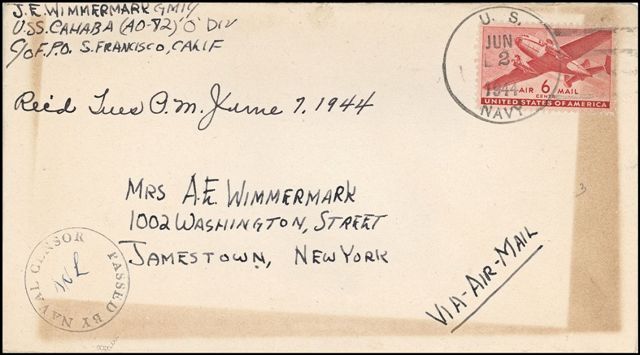 J.E. WIMMERMARK GM1/C
U.S.S. CAHABA (AO-82) "O" DIV
C/O F.P.O. S. FRANCISCO, CALIF
U. S.
JUN
2
1944
NAVY
AIR 6 MAIL
CENTS
UNITED STATES OF AMERICA
Rec'd Tues P.M. June 7. 1944
MRS A.E. WIMMERMARK
1002 WASHINGTON, STREET
JAMESTOWN, NEW YORK
VIA-AIR-MAIL
PASSED BY NAVAL CENSOR
3